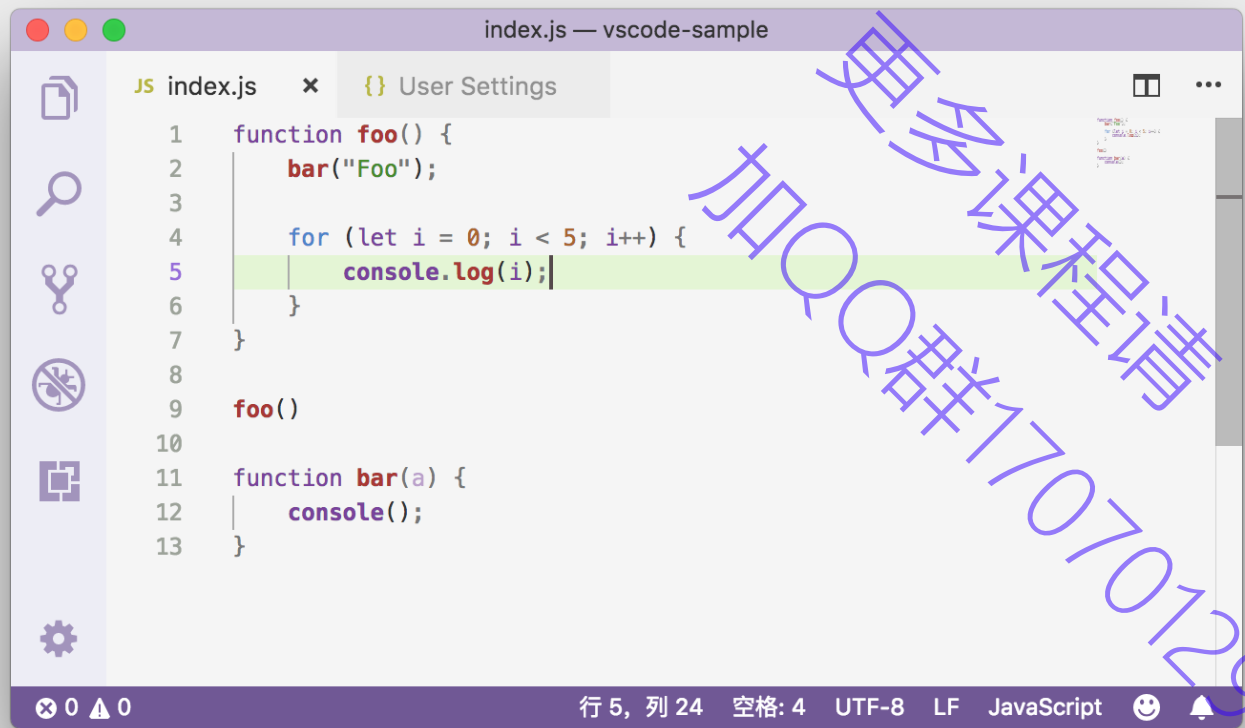 index.js — vscode-sample
JS index.js × {} User Settings •••
1 function foo() {
2 bar("Foo");
3
4 for (let i = 0; i < 5; i++) {
5 console.log(i);
6 }
7 }
8
9 foo()
10
11 function bar(a) {
12 console();
13 }
更多课程请
加QQ群1707012
0 0 行 5，列 24 空格: 4 UTF-8 LF JavaScript